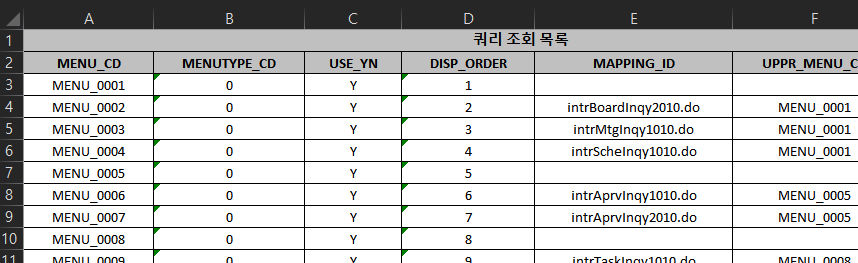 A B C D E F
1 쿼리 조회 목록
2 MENU_CD MENUTYPE_CD USE_YN DISP_ORDER MAPPING_ID UPPR_MENU_C
3 MENU_0001 0 Y 1
4 MENU_0002 0 Y 2 intrBoardInqy2010.do MENU_0001
5 MENU_0003 0 Y 3 intrMtgInqy1010.do MENU_0001
6 MENU_0004 0 Y 4 intrScheInqy1010.do MENU_0001
7 MENU_0005 0 Y 5
8 MENU_0006 0 Y 6 intrAprvInqy1010.do MENU_0005
9 MENU_0007 0 Y 7 intrAprvInqy2010.do MENU_0005
10 MENU_0008 0 Y 8
11 MENU_0009 0 Y 9 intrTaskInqy1010.do MENU_0008